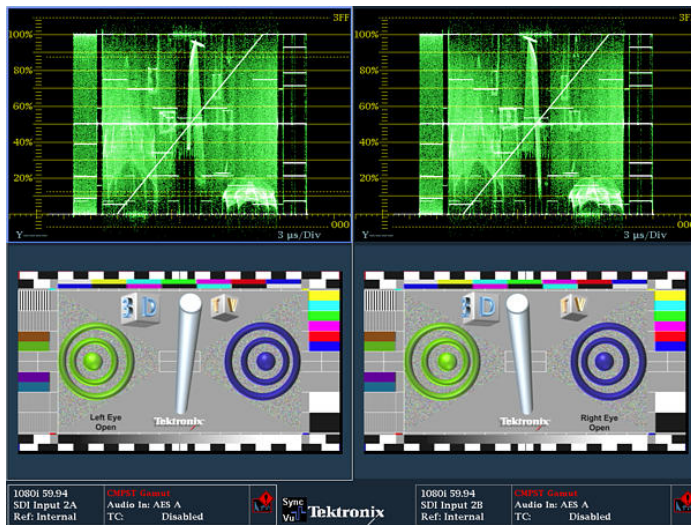 3FF
100%
80%
60%
40%
20%
000
Y----
3 µs/Div
3FF
100%
80%
60%
40%
20%
000
Y----
3 µs/Div
3D TV
Left Eye
Open
Tektronix
3D TV
Tektronix
Right Eye
Open
1080i 59.94
SDI Input 2A
Ref: Internal
CMPST Gamut
Audio In: AES A
TC: Disabled
Sync
Vu
Tektronix
1080i 59.94
SDI Input 2B
Ref: Internal
CMPST Gamut
Audio In: AES A
TC: Disabled